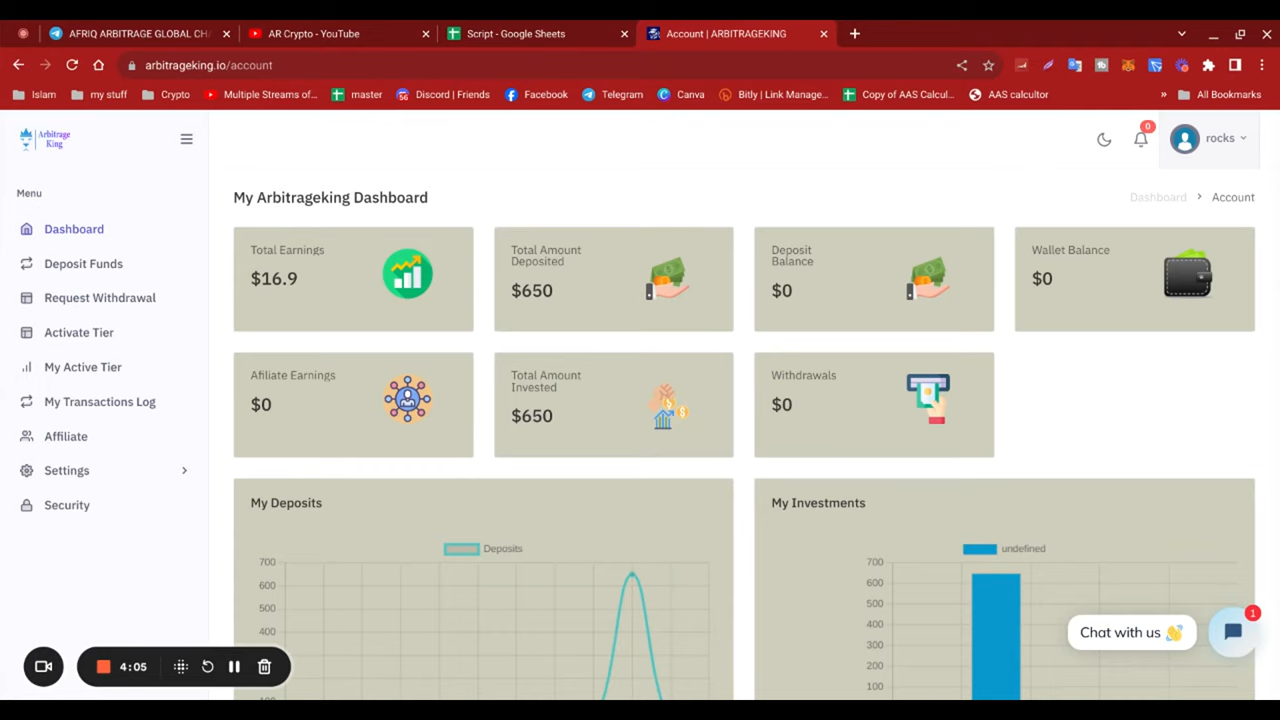 AFRIQ ARBITRAGE GLOBAL CH
AR Crypto - YouTube
Script - Google Sheets
Account | ARBITRAGEKING
arbitrageking.io/account
Islam
my stuff
Crypto
Multiple Streams of...
master
Discord | Friends
Facebook
Telegram
Canva
Bitly | Link Manage...
Copy of AAS Calcul...
AAS calcultor
»
All Bookmarks
Arbitrage
King
0
rocks
Menu
Dashboard
Deposit Funds
Request Withdrawal
Activate Tier
My Active Tier
My Transactions Log
Affiliate
Settings
Security
My Arbitrageking Dashboard
Dashboard > Account
Total Earnings
$16.9
Total Amount
Deposited
$650
Deposit
Balance
$0
Wallet Balance
$0
Afiliate Earnings
$0
Total Amount
Invested
$650
Withdrawals
$0
My Deposits
Deposits
700
600
500
400
My Investments
undefined
700
600
500
400
300
200
100
Chat with us 👋
1
4:05